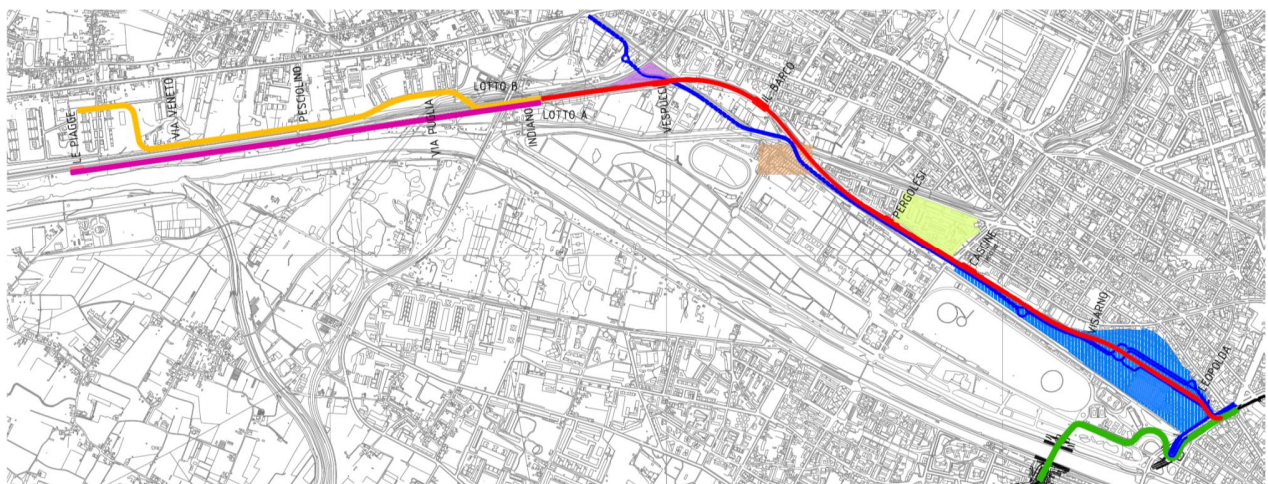 LE PIAGGE
VIA VENETO
PESCIOLINO
VIA PUGLIA
LOTTO B
INDIANO
LOTTO A
VESPUCCI
IL BARCO
PERGOLESI
CASCINE
VISARNO
LEOPOLDA